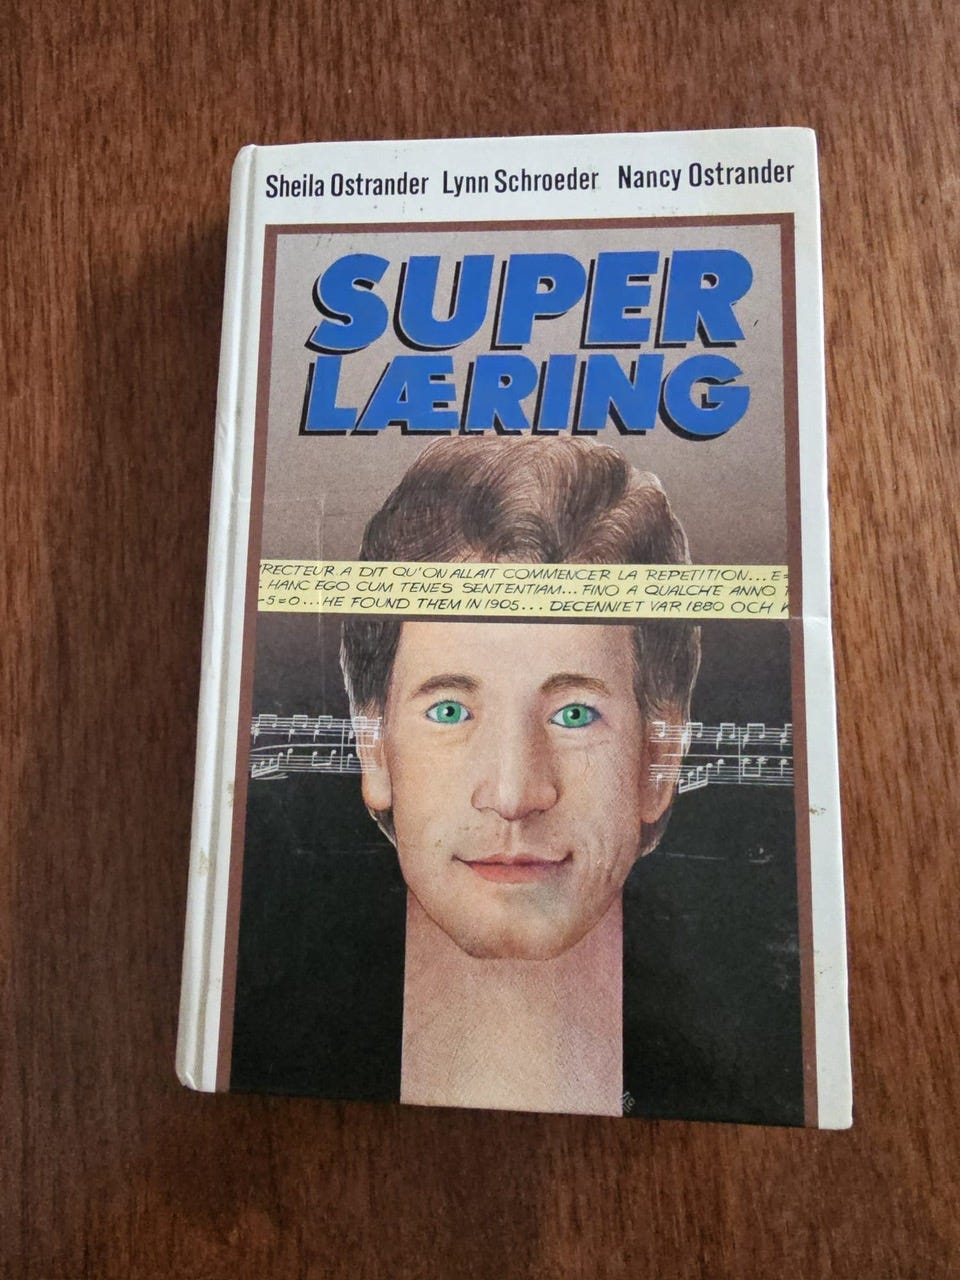 Sheila Ostrander Lynn Schroeder Nancy Ostrander
SUPER
LÆRING
RECTEUR A DIT QU'ON ALLAIT COMMENCER LA REPETITION... E=
HANC EGO CUM TENES SENTENTIAM... FINO A QUALCHE ANNO
-5=0...HE FOUND THEM IN 1905... DECENNIET VAR 1880 OCH